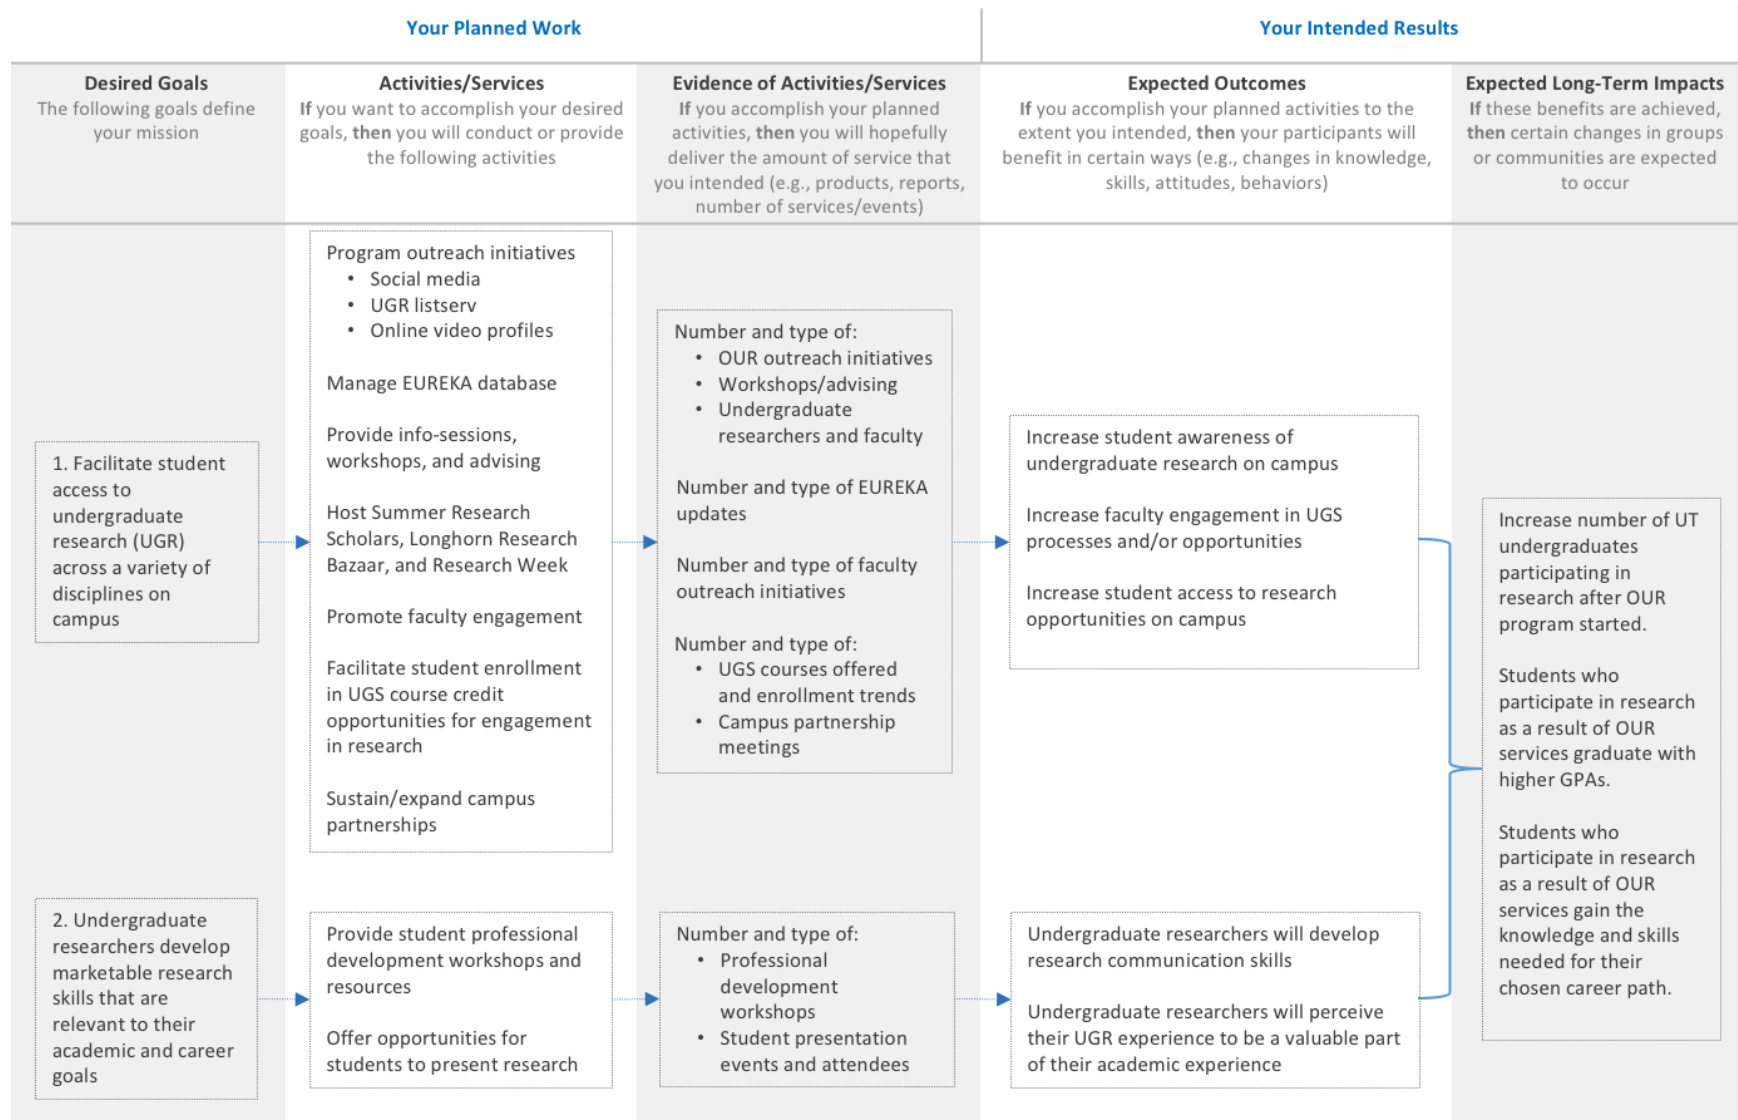 Your Planned Work
Your Intended Results
Desired Goals
The following goals define
your mission
Activities/Services
If you want to accomplish your desired
goals, then you will conduct or provide
the following activities
Evidence of Activities/Services
If you accomplish your planned
activities, then you will hopefully
deliver the amount of service that
you intended (e.g., products, reports,
number of services/events)
Expected Outcomes
If you accomplish your planned activities to the
extent you intended, then your participants will
benefit in certain ways (e.g., changes in knowledge,
skills, attitudes, behaviors)
Expected Long-Term Impacts
If these benefits are achieved,
then certain changes in groups
or communities are expected
to occur
1. Facilitate student
access to
undergraduate
research (UGR)
across a variety of
disciplines on
campus
Program outreach initiatives
• Social media
• UGR listserv
• Online video profiles
Manage EUREKA database
Provide info-sessions,
workshops, and advising
Host Summer Research
Scholars, Longhorn Research
Bazaar, and Research Week
Promote faculty engagement
Facilitate student enrollment
in UGS course credit
opportunities for engagement
in research
Sustain/expand campus
partnerships
Number and type of:
• OUR outreach initiatives
• Workshops/advising
• Undergraduate
researchers and faculty
Number and type of EUREKA
updates
Number and type of faculty
outreach initiatives
Number and type of:
• UGS courses offered
and enrollment trends
• Campus partnership
meetings
Increase student awareness of
undergraduate research on campus
Increase faculty engagement in UGS
processes and/or opportunities
Increase student access to research
opportunities on campus
Increase number of UT
undergraduates
participating in
research after OUR
program started.
Students who
participate in research
as a result of OUR
services graduate with
higher GPAs.
Students who
participate in research
as a result of OUR
services gain the
knowledge and skills
needed for their
chosen career path.
2. Undergraduate
researchers develop
marketable research
skills that are
relevant to their
academic and career
goals
Provide student professional
development workshops and
resources
Offer opportunities for
students to present research
Number and type of:
• Professional
development
workshops
• Student presentation
events and attendees
Undergraduate researchers will develop
research communication skills
Undergraduate researchers will perceive
their UGR experience to be a valuable part
of their academic experience